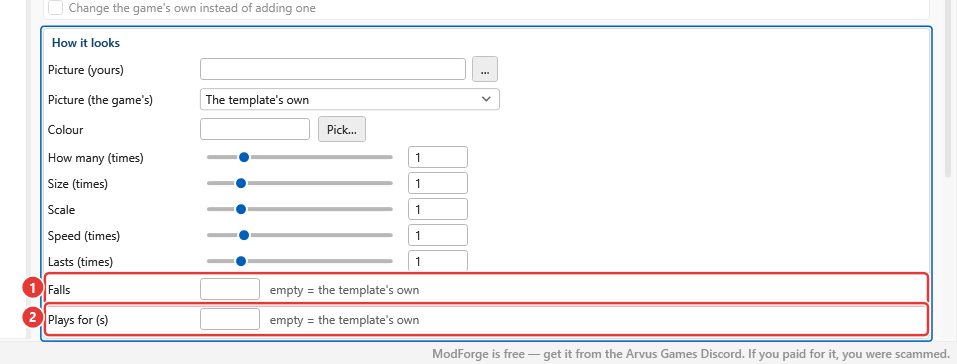 Change the game's own instead of adding one
How it looks
Picture (yours)
...
Picture (the game's)
The template's own
Colour
Pick...
How many (times)
1
Size (times)
1
Scale
1
Speed (times)
1
Lasts (times)
1
1
Falls
empty = the template's own
2
Plays for (s)
empty = the template's own
ModForge is free — get it from the Arvus Games Discord. If you paid for it, you were scammed.